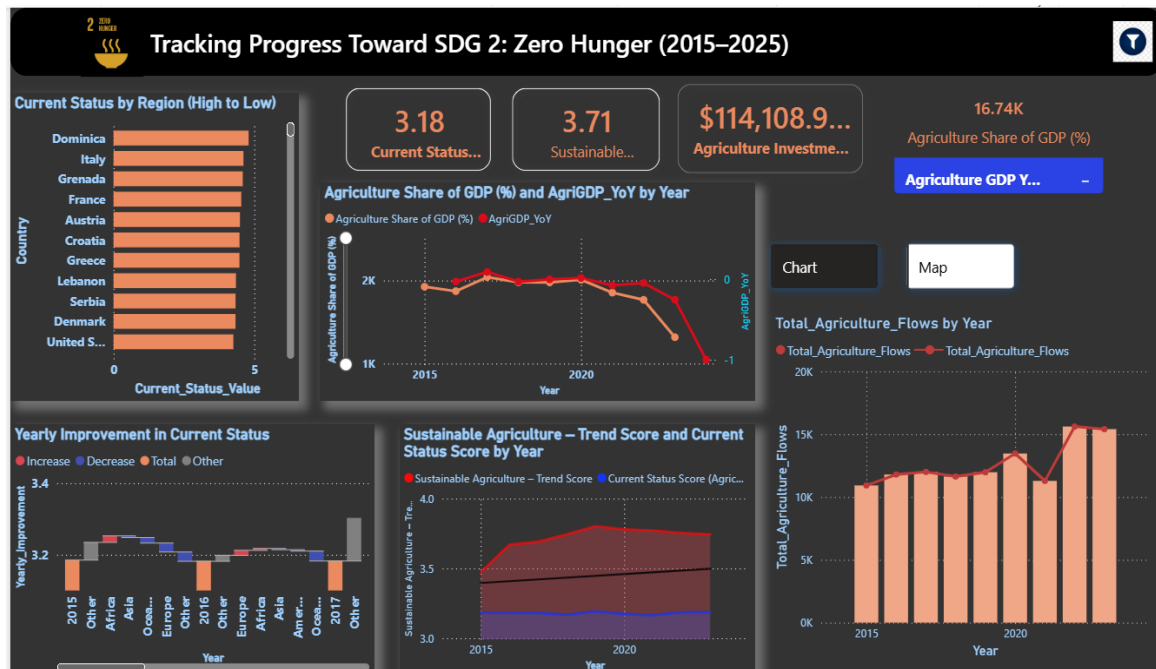 2 ZERO
HUNGER
Tracking Progress Toward SDG 2: Zero Hunger (2015–2025)
Current Status by Region (High to Low)
Country
Dominica
Italy
Grenada
France
Austria
Croatia
Greece
Lebanon
Serbia
Denmark
United S...
0
5
Current_Status_Value
3.18
Current Status...
3.71
Sustainable...
$114,108.9...
Agriculture Investme...
16.74K
Agriculture Share of GDP (%)
Agriculture GDP Y...
–
Agriculture Share of GDP (%) and AgriGDP_YoY by Year
Agriculture Share of GDP (%)
AgriGDP_YoY
Agriculture Share of GDP (%)
2K
1K
0
-1
AgriGDP_YoY
2015
2020
Year
Chart
Map
Total_Agriculture_Flows by Year
Total_Agriculture_Flows
Total_Agriculture_Flows
Total_Agriculture_Flows
20K
15K
10K
5K
0K
2015
2020
Year
Yearly Improvement in Current Status
Increase
Decrease
Total
Other
Yearly_Improvement
3.4
3.2
2015
Other
Africa
Asia
Ocea...
Europe
Other
2016
Other
Europe
Africa
Asia
Amer...
Ocea...
2017
Other
Year
Sustainable Agriculture – Trend Score and Current
Status Score by Year
Sustainable Agriculture – Trend Score
Current Status Score (Agric...
Sustainable Agriculture – Tre...
4.0
3.5
3.0
2015
2020
Year